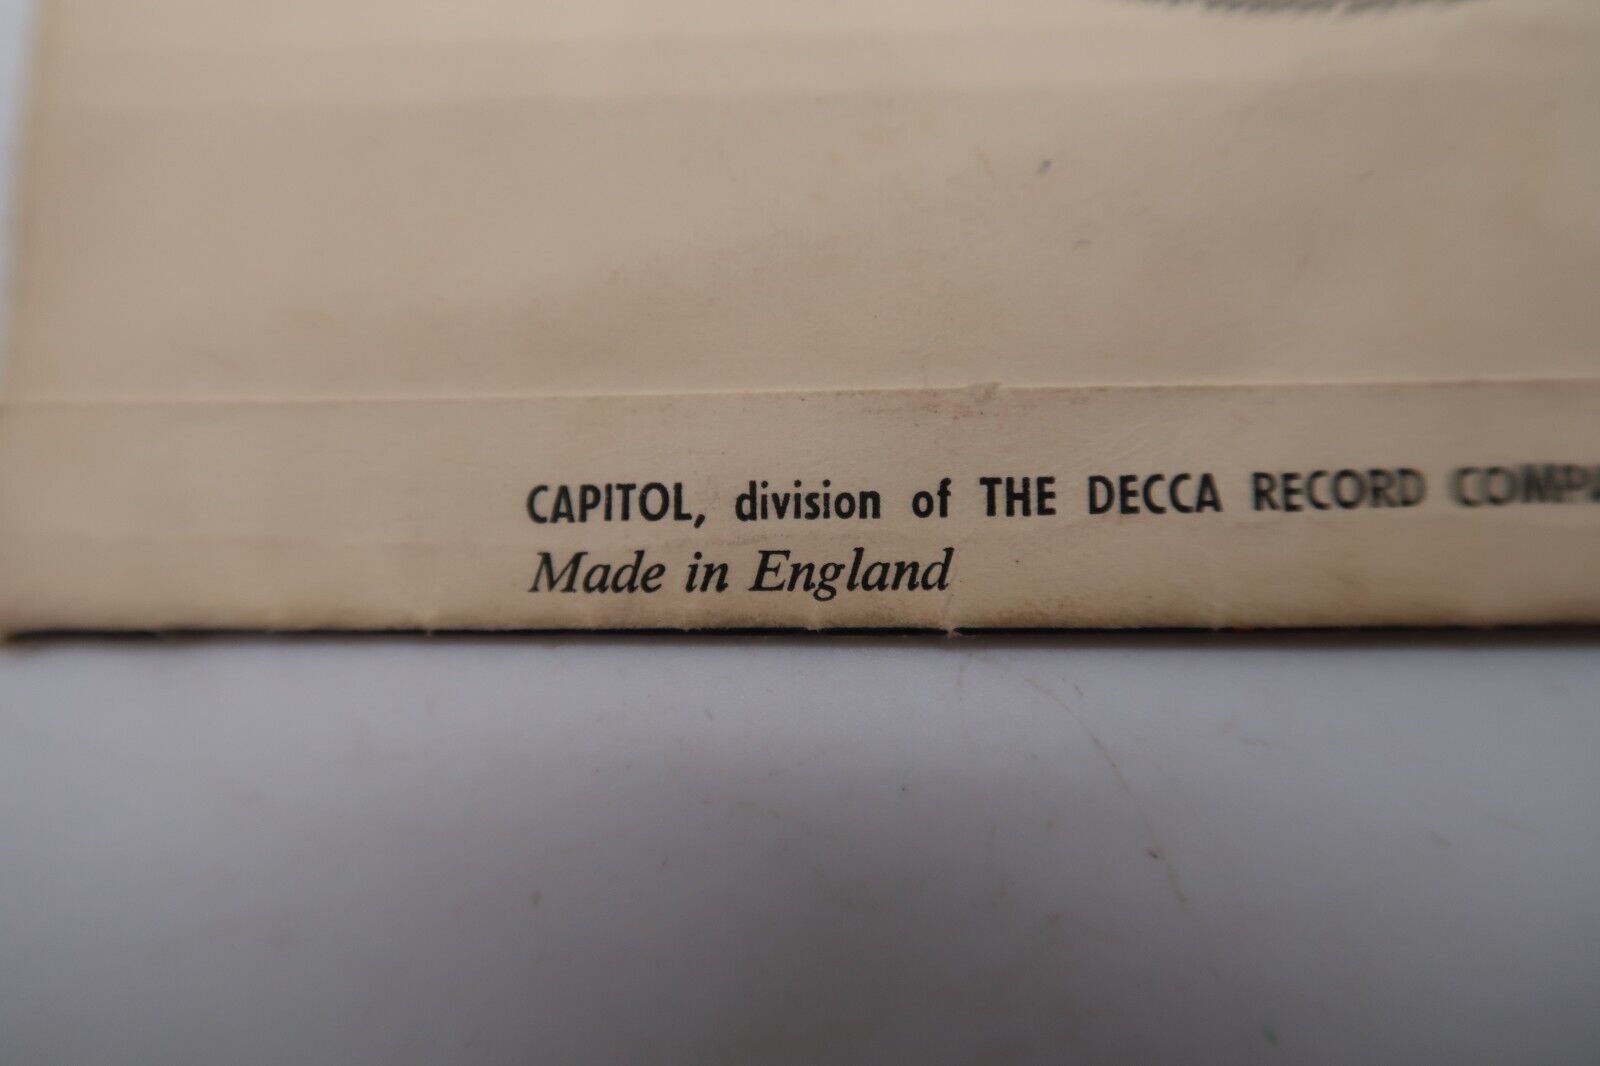 CAPITOL, division of THE DECCA RECORD
Made in England